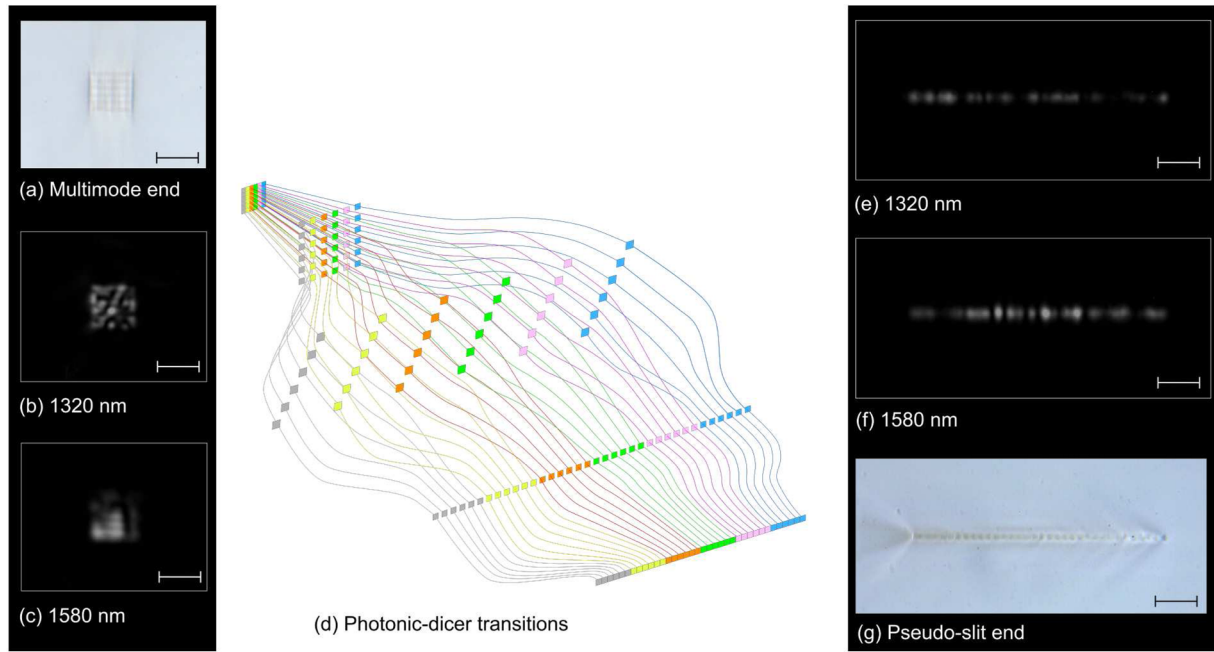 (a) Multimode end
(b) 1320 nm
(c) 1580 nm
(d) Photonic-dicer transitions
(e) 1320 nm
(f) 1580 nm
(g) Pseudo-slit end